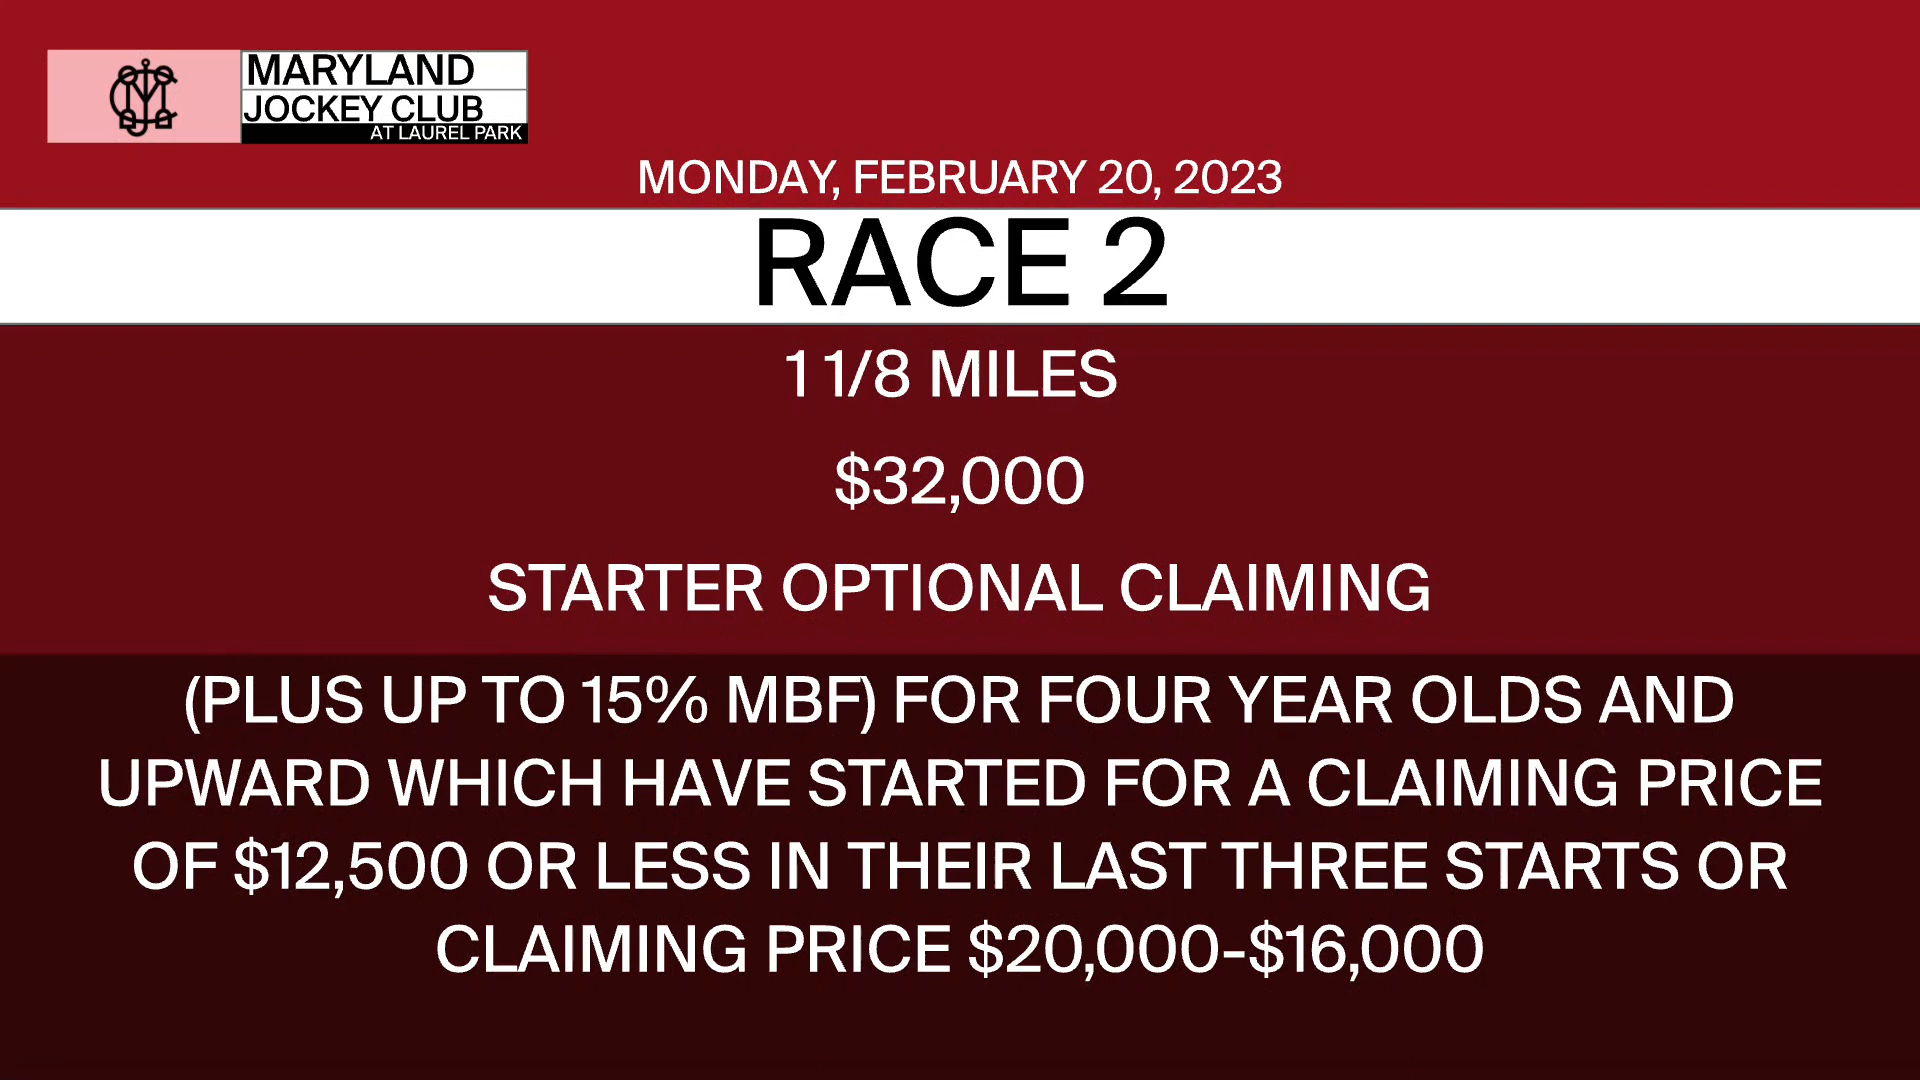 MARYLAND
JOCKEY CLUB
AT LAUREL PARK
MONDAY, FEBRUARY 20, 2023
RACE 2
1 1/8 MILES
$32,000
STARTER OPTIONAL CLAIMING
(PLUS UP TO 15% MBF) FOR FOUR YEAR OLDS AND
UPWARD WHICH HAVE STARTED FOR A CLAIMING PRICE
OF $12,500 OR LESS IN THEIR LAST THREE STARTS OR
CLAIMING PRICE $20,000-$16,000